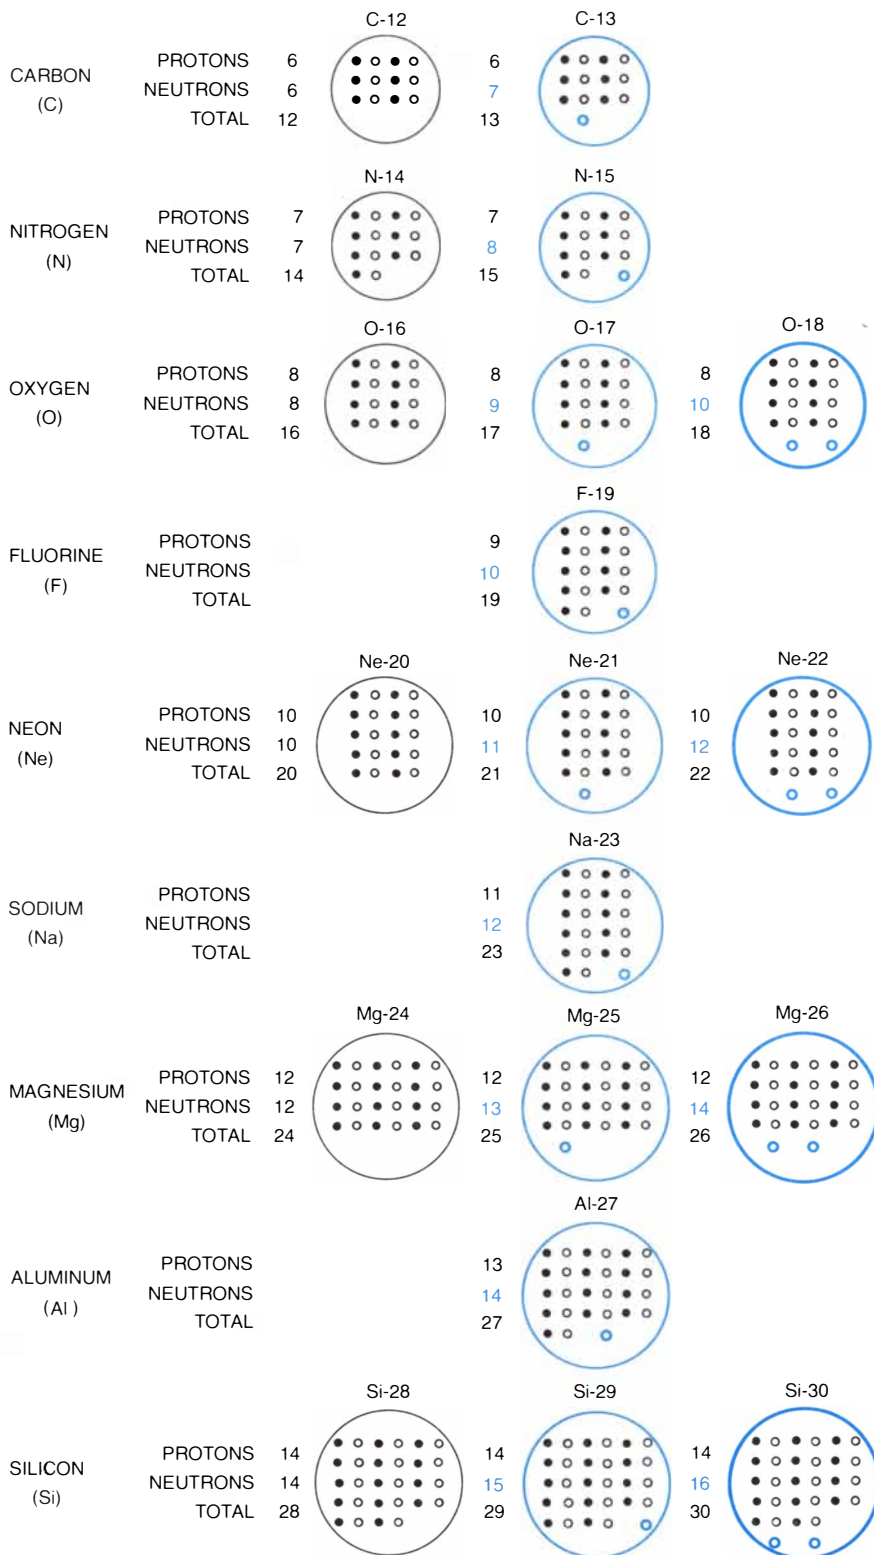 C-12 C-13
PROTONS 6 6
CARBON
(C)
NEUTRONS 6 7
TOTAL 12 13
N-14 N-15
PROTONS 7 7
NITROGEN
(N)
NEUTRONS 7 8
TOTAL 14 15
O-16 O-17 O-18
PROTONS 8 8 8
OXYGEN
(O)
NEUTRONS 8 9 10
TOTAL 16 17 18
F-19
PROTONS 9
FLUORINE
(F)
NEUTRONS 10
TOTAL 19
Ne-20 Ne-21 Ne-22
PROTONS 10 10 10
NEON
(Ne)
NEUTRONS 10 11 12
TOTAL 20 21 22
Na-23
PROTONS 11
SODIUM
(Na)
NEUTRONS 12
TOTAL 23
Mg-24 Mg-25 Mg-26
PROTONS 12 12 12
MAGNESIUM
(Mg)
NEUTRONS 12 13 14
TOTAL 24 25 26
Al-27
PROTONS 13
ALUMINUM
(Al)
NEUTRONS 14
TOTAL 27
Si-28 Si-29 Si-30
PROTONS 14 14 14
SILICON
(Si)
NEUTRONS 14 15 16
TOTAL 28 29 30